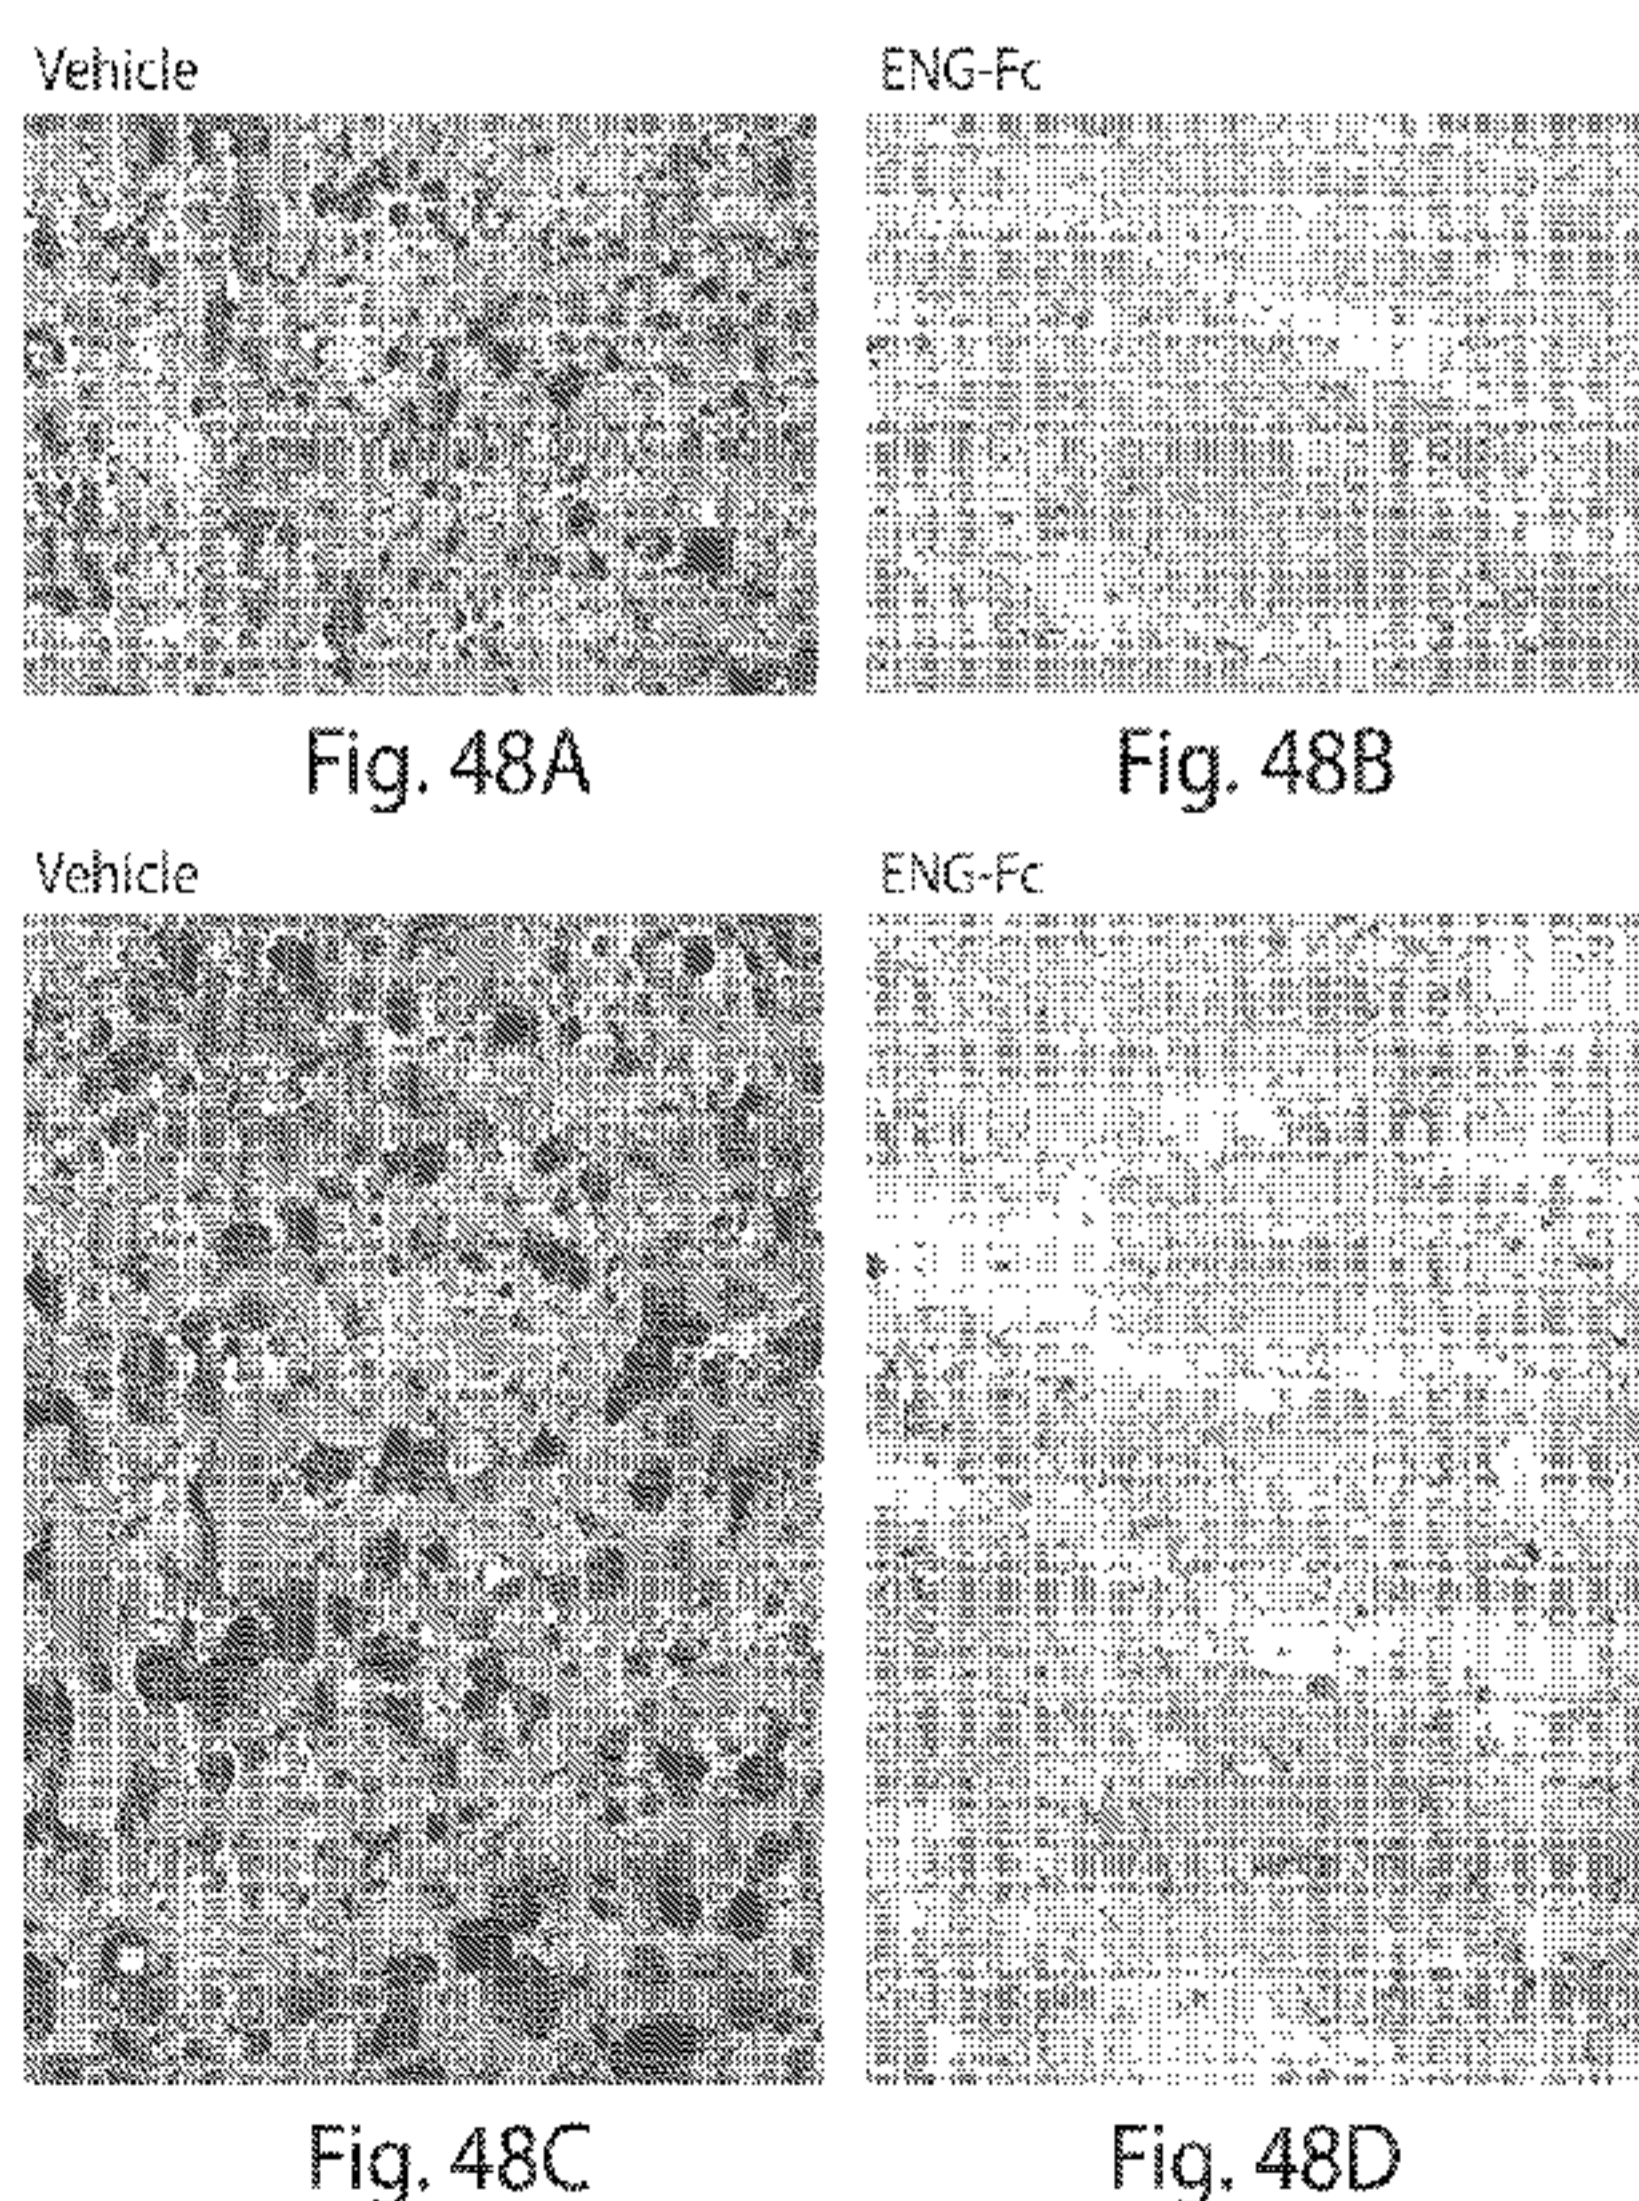 Vehicle
ENG-Fc
Fig. 48A
Fig. 48B
Vehicle
ENG-Fc
Fig. 48C
Fig. 48D